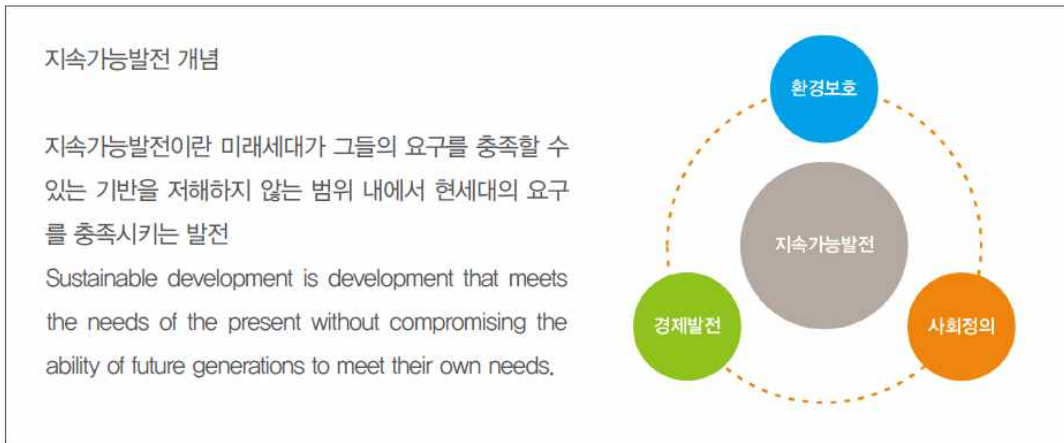 지속가능발전 개념
지속가능발전이란 미래세대가 그들의 요구를 충족할 수
있는 기반을 저해하지 않는 범위 내에서 현세대의 요구
를 충족시키는 발전
Sustainable development is development that meets
the needs of the present without compromising the
ability of future generations to meet their own needs.
환경보호
지속가능발전
경제발전
사회정의